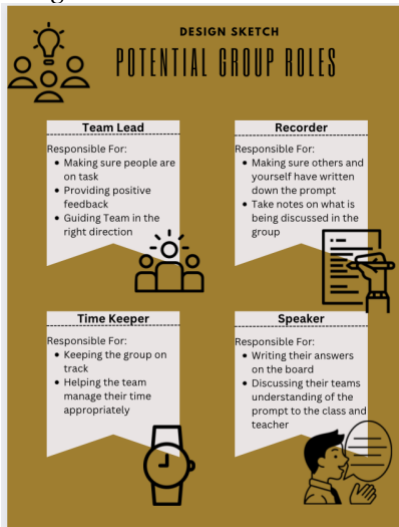 DESIGN SKETCH
POTENTIAL GROUP ROLES
Team Lead
Responsible For:
• Making sure people are
on task
• Providing positive
feedback
• Guiding Team in the
right direction
Recorder
Responsible For:
• Making sure others and
yourself have written
down the prompt
• Take notes on what is
being discussed in the
group
Time Keeper
Responsible For:
• Keeping the group on
track
• Helping the team
manage their time
appropriately
Speaker
Responsible For:
• Writing their answers
on the board
• Discussing their teams
understanding of the
prompt to the class and
teacher